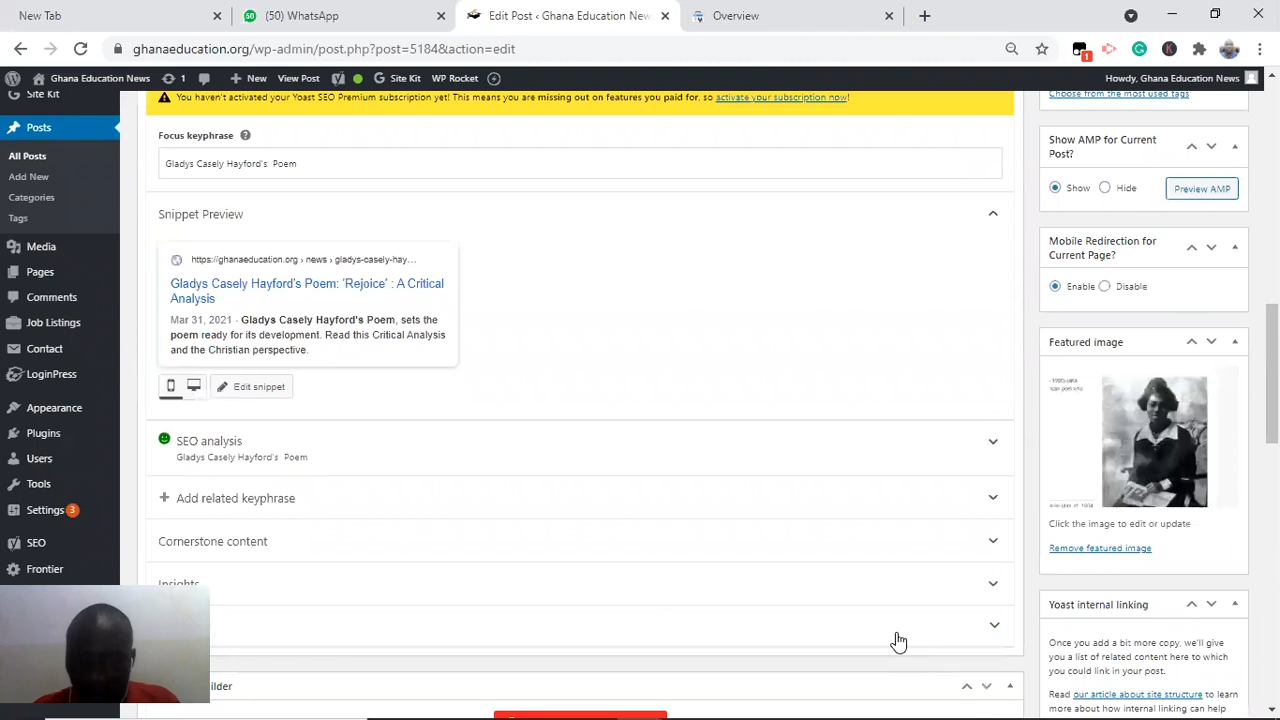 New Tab
(50) WhatsApp
Edit Post ‹ Ghana Education New
Overview
ghanaeducation.org/wp-admin/post.php?post=5184&action=edit
1
Ghana Education News
1
New
View Post
Site Kit
WP Rocket
Howdy, Ghana Education News
Site Kit
Posts
All Posts
Add New
Categories
Tags
Media
Pages
Comments
Job Listings
Contact
LoginPress
Appearance
Plugins
Users
Tools
Settings 3
SEO
Frontier
You haven't activated your Yoast SEO Premium subscription yet! This means you are missing out on features you paid for, so activate your subscription now!
Focus keyphrase
Gladys Casely Hayford's Poem
Snippet Preview
https://ghanaeducation.org › news › gladys-casely-hay...
Gladys Casely Hayford's Poem: 'Rejoice' : A Critical
Analysis
Mar 31, 2021 · Gladys Casely Hayford's Poem, sets the
poem ready for its development. Read this Critical Analysis
and the Christian perspective.
Edit snippet
SEO analysis
Gladys Casely Hayford's Poem
Add related keyphrase
Cornerstone content
Insights
ilder
Choose from the most used tags
Show AMP for Current
Post?
Show
Hide
Preview AMP
Mobile Redirection for
Current Page?
Enable
Disable
Featured image
Click the image to edit or update
Remove featured image
Yoast internal linking
Once you add a bit more copy, we'll give
you a list of related content here to which
you could link in your post.
Read our article about site structure to learn
more about how internal linking can help